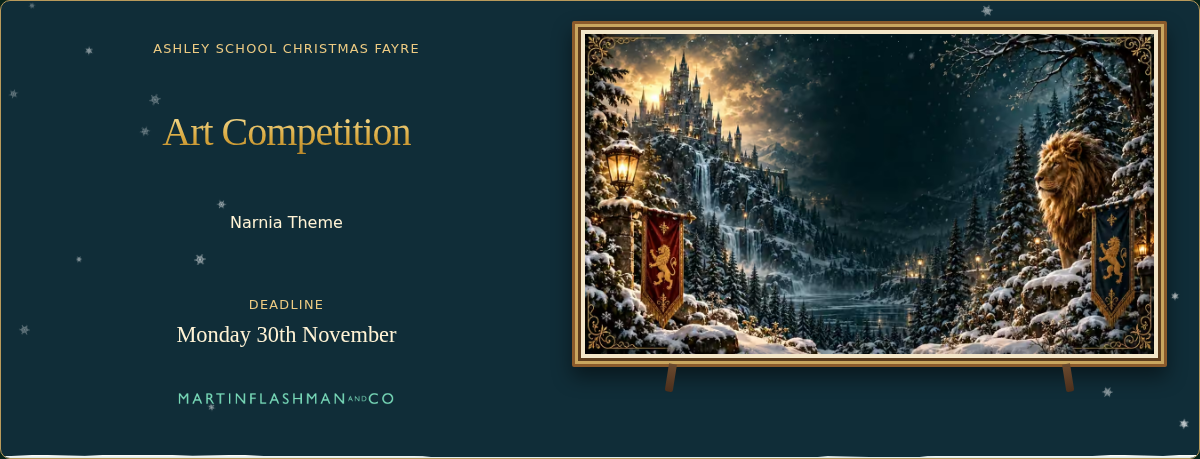 ASHLEY SCHOOL CHRISTMAS FAYRE
Art Competition
Narnia Theme
DEADLINE
Monday 30th November
MARTINFLASHMANANDCO